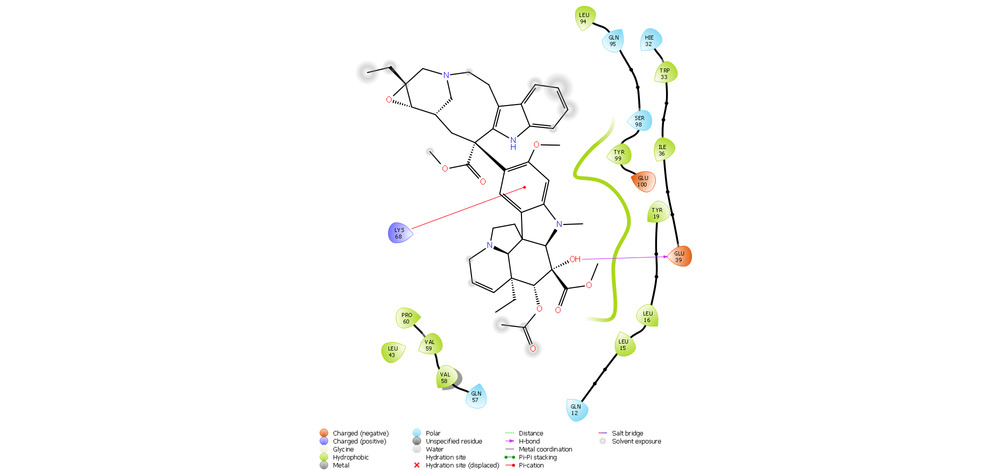 LEU
94
GLN
95
HIE
32
TRP
33
N
O
N
H
SER
98
O
ILE
36
TYR
99
O
O
GLU
100
LYS
68
TYR
19
N
N
OH
GLU
39
O
O
O
O
PRO
60
LEU
16
VAL
59
LEU
43
LEU
15
VAL
58
GLN
57
GLN
12
Charged (negative)
Charged (positive)
Glycine
Hydrophobic
Metal
Polar
Unspecified residue
Water
Hydration site
Hydration site (displaced)
Distance
H-bond
Metal coordination
Pi-Pi stacking
Pi-cation
Salt bridge
Solvent exposure